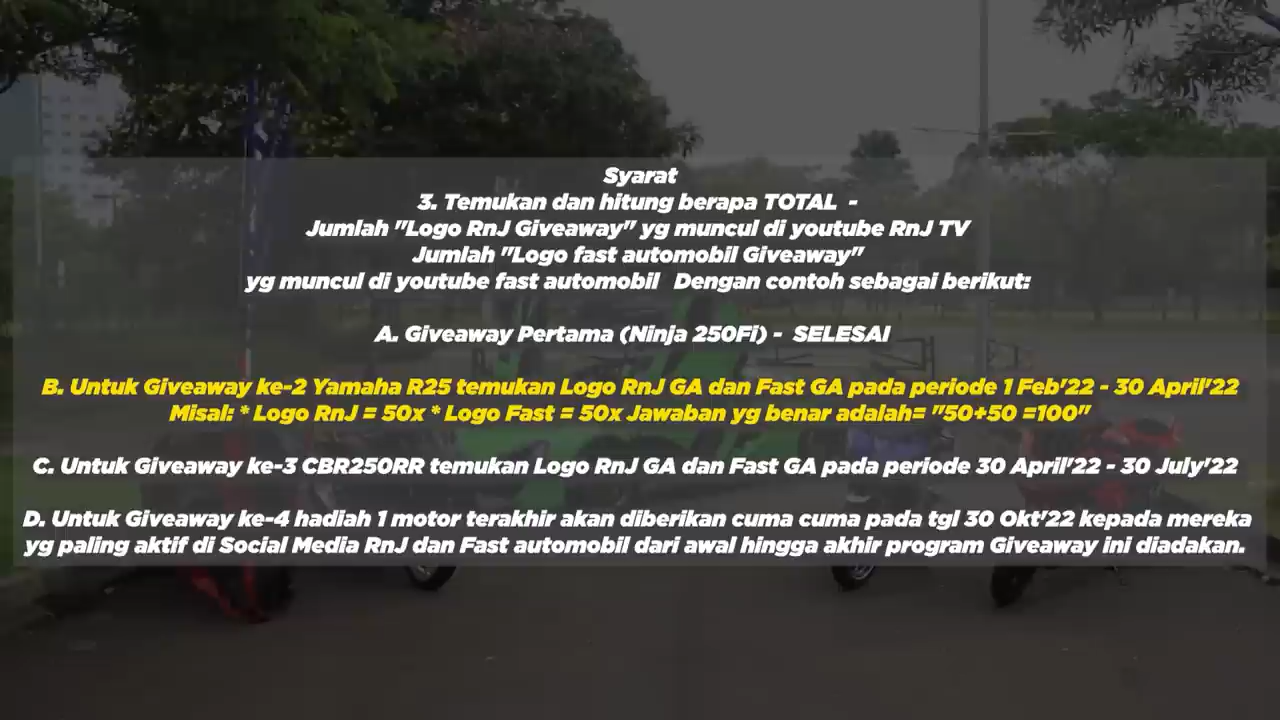 Syarat
3. Temukan dan hitung berapa TOTAL -
Jumlah "Logo RnJ Giveaway" yg muncul di youtube RnJ TV
Jumlah "Logo fast automobil Giveaway"
yg muncul di youtube fast automobil Dengan contoh sebagai berikut:
A. Giveaway Pertama (Ninja 250Fi) - SELESAI
B. Untuk Giveaway ke-2 Yamaha R25 temukan Logo RnJ GA dan Fast GA pada periode 1 Feb'22 - 30 April'22
Misal: * Logo RnJ = 50x * Logo Fast = 50x Jawaban yg benar adalah= "50+50 =100"
C. Untuk Giveaway ke-3 CBR250RR temukan Logo RnJ GA dan Fast GA pada periode 30 April'22 - 30 July'22
D. Untuk Giveaway ke-4 hadiah 1 motor terakhir akan diberikan cuma cuma pada tgl 30 Okt'22 kepada mereka
yg paling aktif di Social Media RnJ dan Fast automobil dari awal hingga akhir program Giveaway ini diadakan.